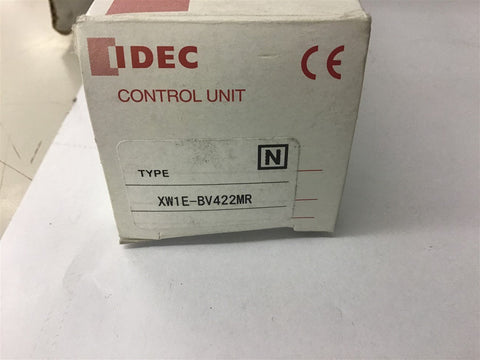 IDEC
CE
CONTROL UNIT
N
TYPE
XW1E-BV422MR